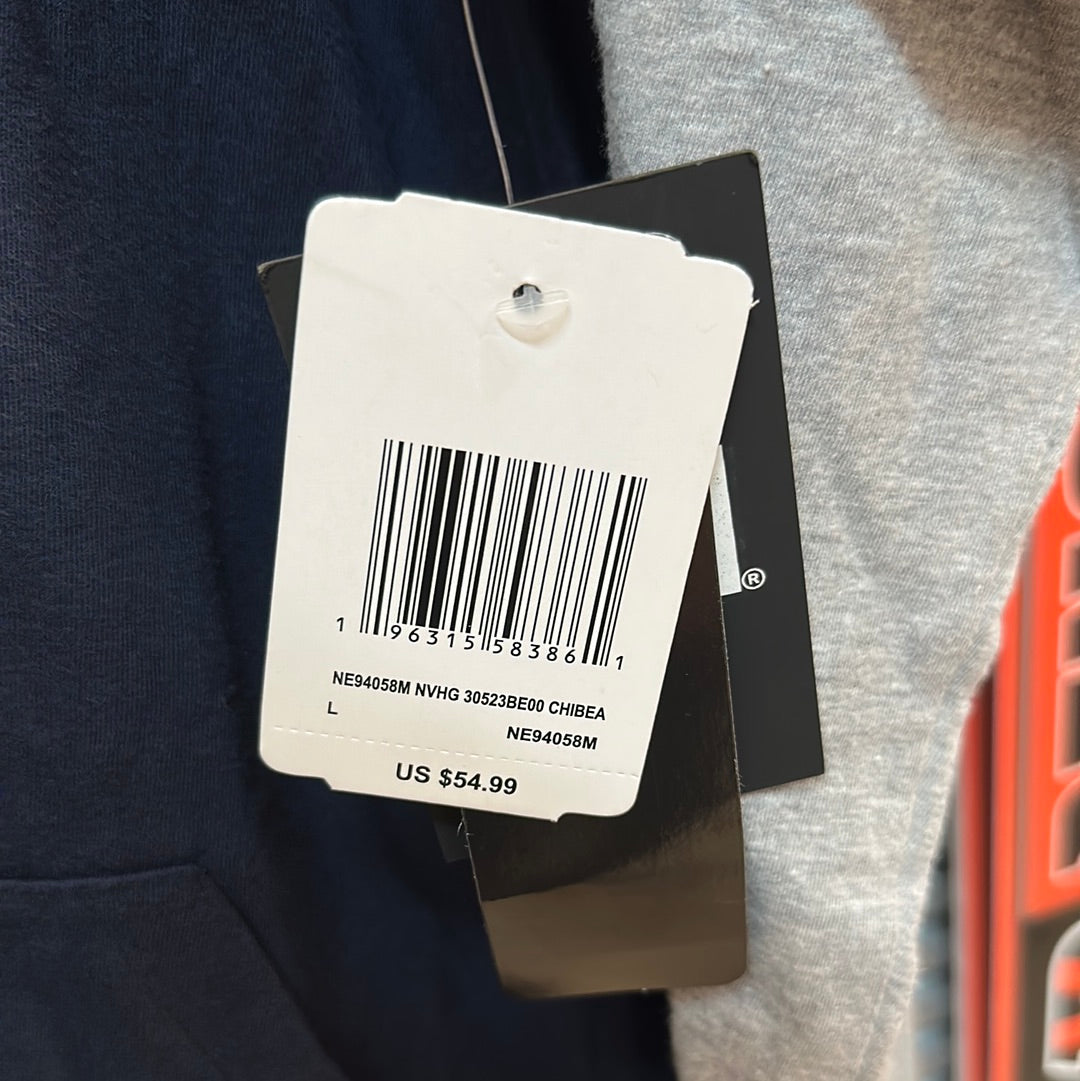 1 96315 58386 1
NE94058M NVHG 30523BE00 CHIBEA
L
NE94058M
US $54.99
®